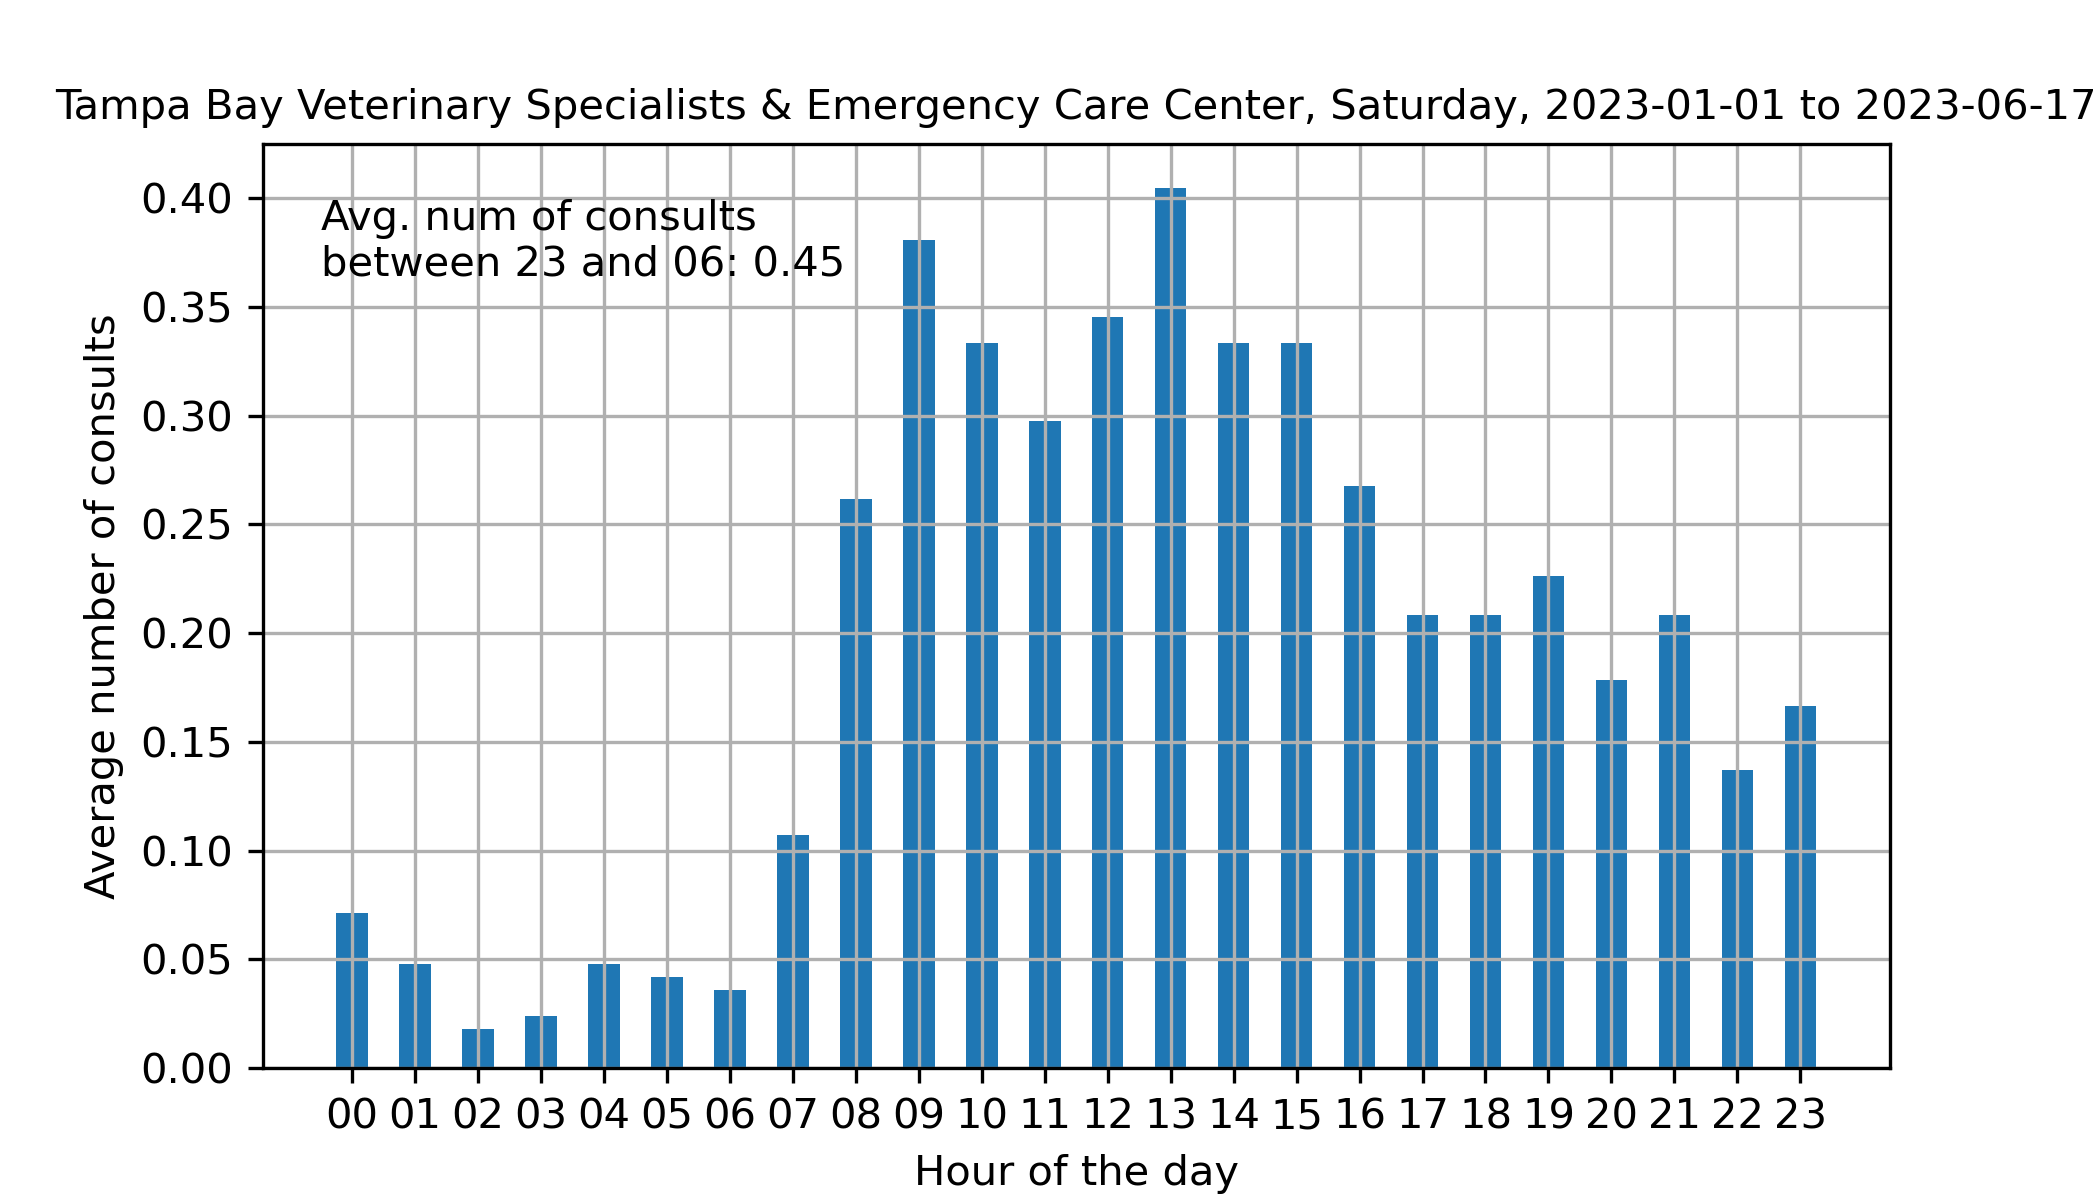 Tampa Bay Veterinary Specialists & Emergency Care Center, Saturday, 2023-01-01 to 2023-06-17
Avg. num of consults
between 23 and 06: 0.45
Average number of consults
0.40
0.35
0.30
0.25
0.20
0.15
0.10
0.05
0.00
00 01 02 03 04 05 06 07 08 09 10 11 12 13 14 15 16 17 18 19 20 21 22 23
Hour of the day